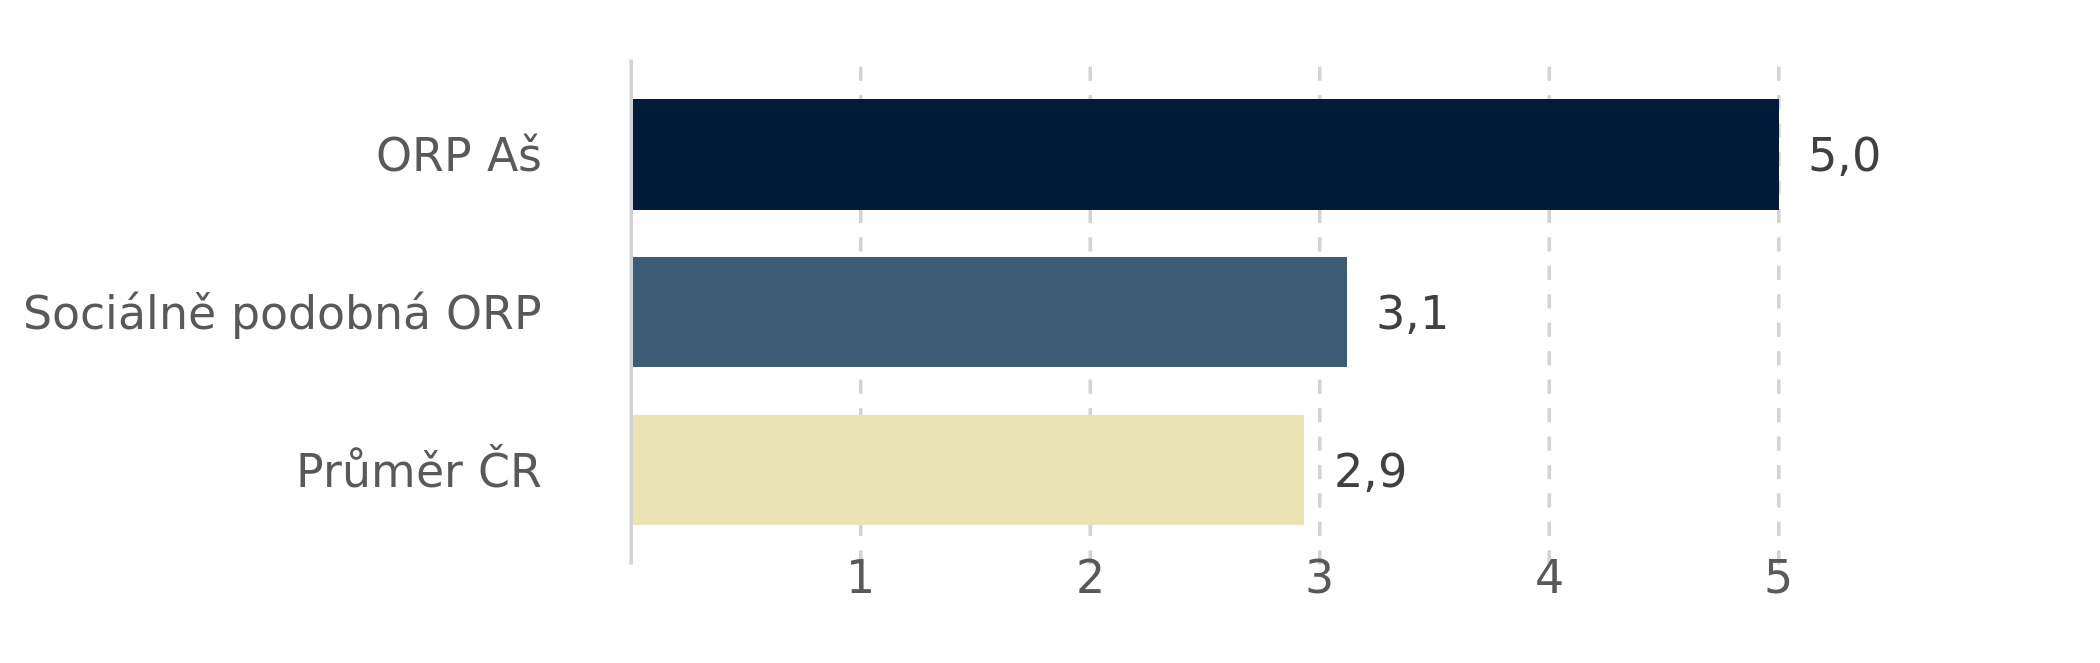 ORP Aš
5,0
Sociálně podobná ORP
3,1
Průměr ČR
2,9
1 2 3 4 5